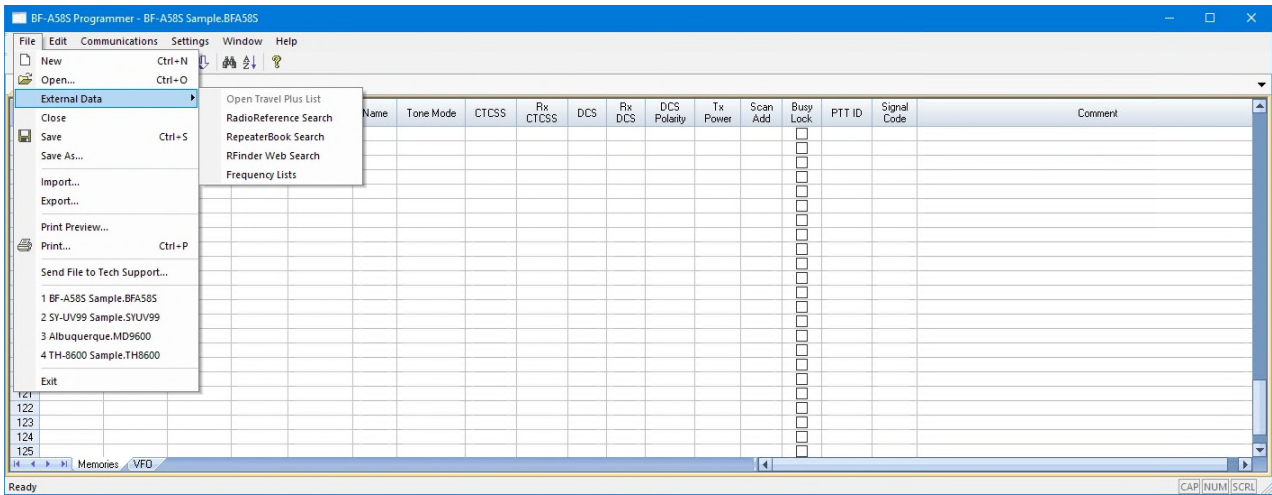 BF-A58S Programmer - BF-A58S Sample.BFA58S
File Edit Communications Settings Window Help
New Ctrl+N
Open... Ctrl+O
External Data
Close
Save Ctrl+S
Save As...
Import...
Export...
Print Preview...
Print... Ctrl+P
Send File to Tech Support...
1 BF-A58S Sample.BFA58S
2 SY-UV99 Sample.SYUV99
3 Albuquerque.MD9600
4 TH-8600 Sample.TH8600
Exit
Open Travel Plus List
RadioReference Search
RepeaterBook Search
RFinder Web Search
Frequency Lists
Name Tone Mode CTCSS Rx CTCSS DCS Rx DCS DCS Polarity Tx Power Scan Add Busy Lock PTT ID Signal Code Comment
121
122
123
124
125
Memories VFO
Ready CAP NUM SCRL